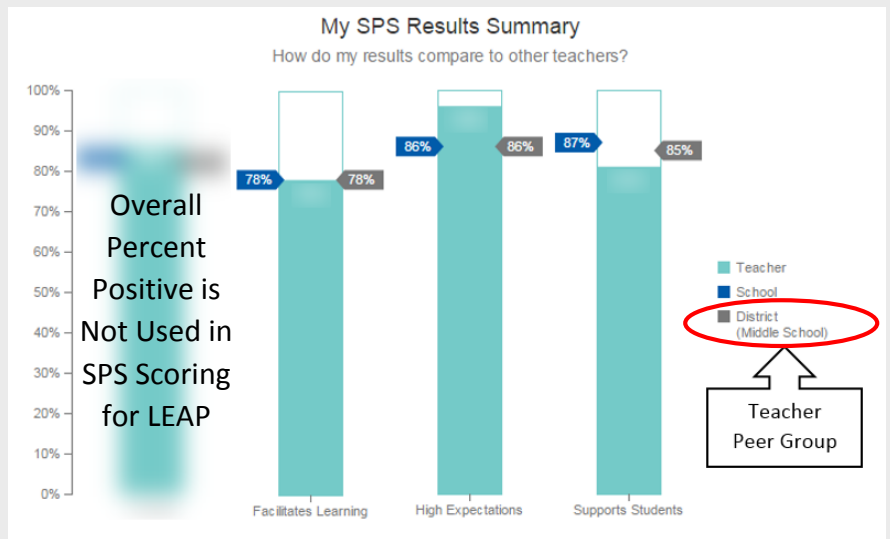 My SPS Results Summary
How do my results compare to other teachers?
100%
90%
80%
70%
60%
50%
40%
30%
20%
10%
0%
Overall
Percent
Positive is
Not Used in
SPS Scoring
for LEAP
78%
78%
86%
86%
87%
85%
Facilitates Learning
High Expectations
Supports Students
Teacher
School
District
(Middle School)
Teacher
Peer Group